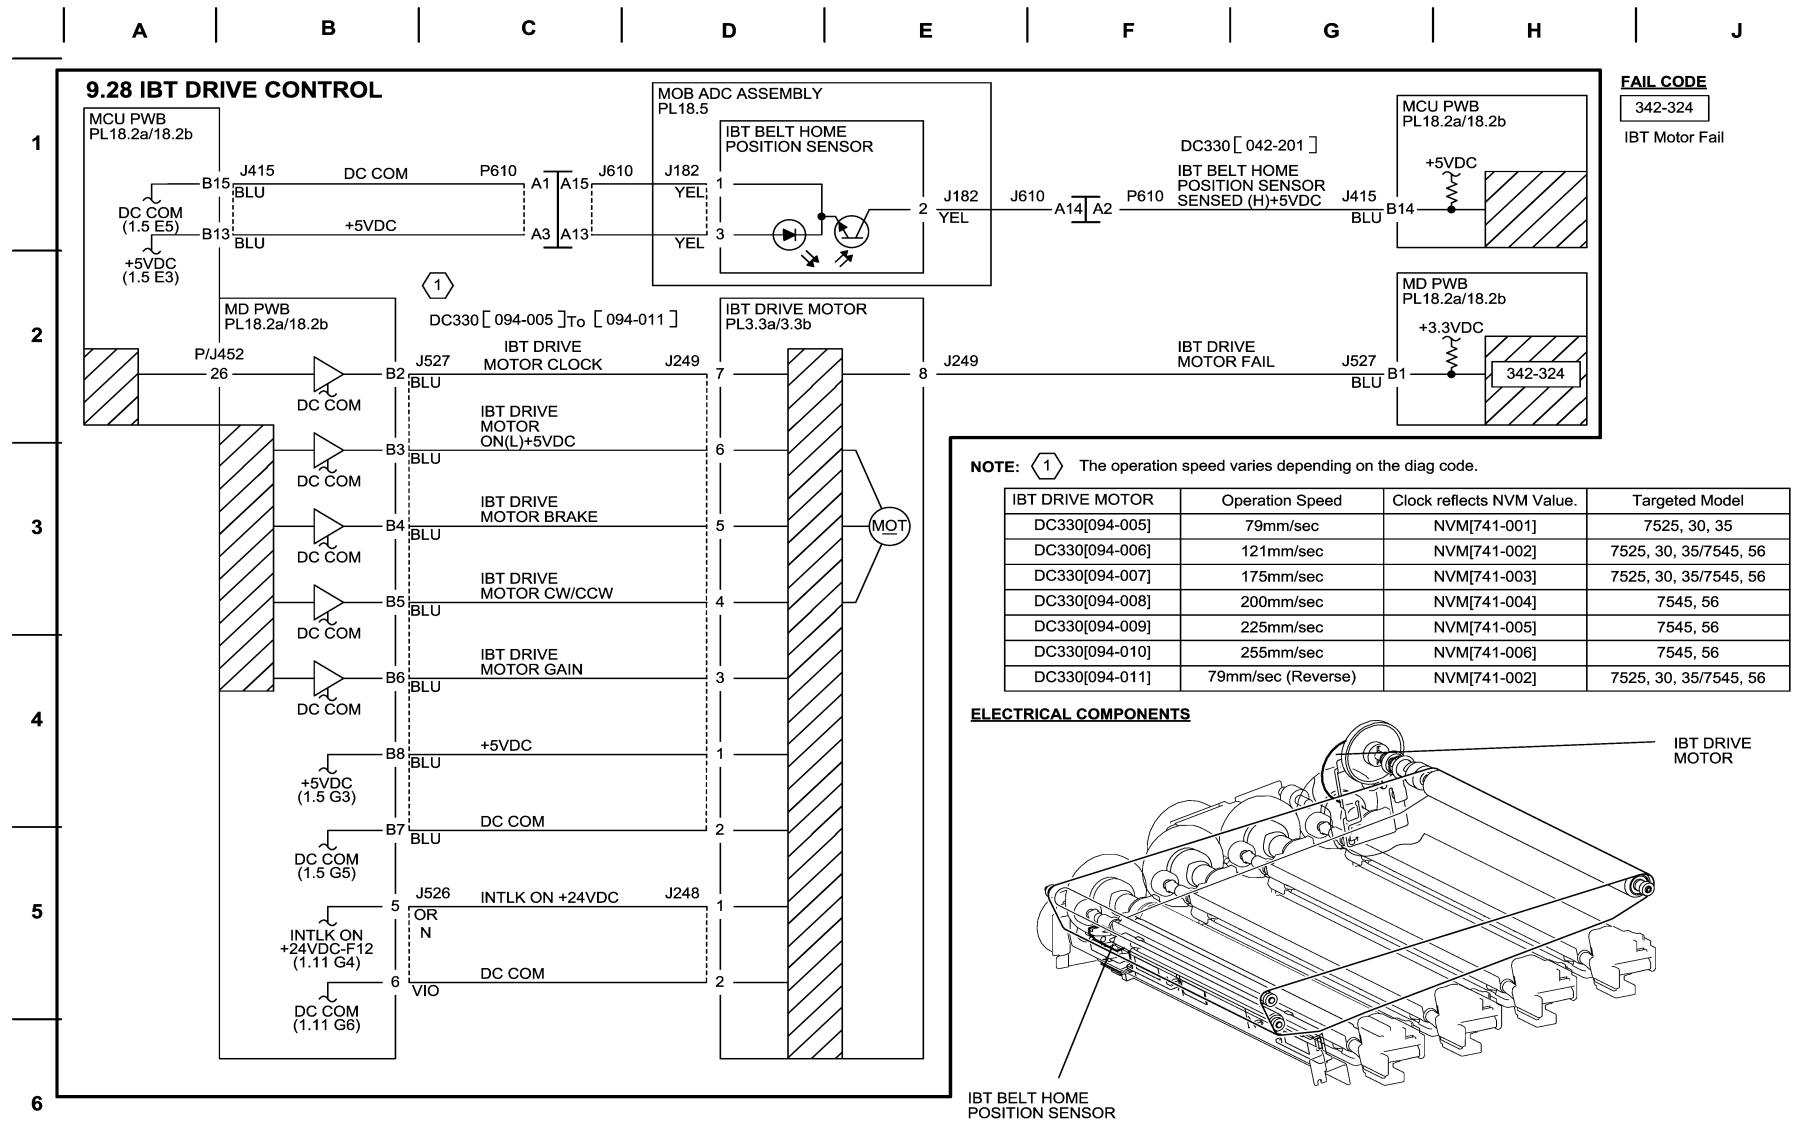 A B C D E F G H J
1
2
3
4
5
6
9.28 IBT DRIVE CONTROL
FAIL CODE
342-324
IBT Motor Fail
MCU PWB
PL18.2a/18.2b
B15
J415
BLU
DC COM
P610
A1
A15
J610
J182
YEL
1
DC COM
(1.5 E5)
B13
BLU
+5VDC
A3
A13
YEL
3
+5VDC
(1.5 E3)
MOB ADC ASSEMBLY
PL18.5
IBT BELT HOME
POSITION SENSOR
2
J182
YEL
J610
A14
A2
P610
DC330 [ 042-201 ]
IBT BELT HOME
POSITION SENSOR
SENSED (H)+5VDC
J415
BLU
B14
MCU PWB
PL18.2a/18.2b
+5VDC
MD PWB
PL18.2a/18.2b
P/J452
26
DC COM
B2
J527
BLU
1
DC330 [ 094-005 ] To [ 094-011 ]
IBT DRIVE
MOTOR CLOCK
J249
7
IBT DRIVE MOTOR
PL3.3a/3.3b
8
J249
IBT DRIVE
MOTOR FAIL
J527
BLU
B1
MD PWB
PL18.2a/18.2b
+3.3VDC
342-324
DC COM
B3
BLU
IBT DRIVE
MOTOR
ON(L)+5VDC
6
DC COM
B4
BLU
IBT DRIVE
MOTOR BRAKE
5
MOT
DC COM
B5
BLU
IBT DRIVE
MOTOR CW/CCW
4
DC COM
B6
BLU
IBT DRIVE
MOTOR GAIN
3
+5VDC
(1.5 G3)
B8
BLU
+5VDC
1
DC COM
(1.5 G5)
B7
BLU
DC COM
2
INTLK ON
+24VDC-F12
(1.11 G4)
5
J526
OR
N
INTLK ON +24VDC
J248
1
DC COM
(1.11 G6)
6
VIO
DC COM
2
NOTE: 1 The operation speed varies depending on the diag code.
IBT DRIVE MOTOR Operation Speed Clock reflects NVM Value. Targeted Model
DC330[094-005] 79mm/sec NVM[741-001] 7525, 30, 35
DC330[094-006] 121mm/sec NVM[741-002] 7525, 30, 35/7545, 56
DC330[094-007] 175mm/sec NVM[741-003] 7525, 30, 35/7545, 56
DC330[094-008] 200mm/sec NVM[741-004] 7545, 56
DC330[094-009] 225mm/sec NVM[741-005] 7545, 56
DC330[094-010] 255mm/sec NVM[741-006] 7545, 56
DC330[094-011] 79mm/sec (Reverse) NVM[741-002] 7525, 30, 35/7545, 56
ELECTRICAL COMPONENTS
IBT DRIVE
MOTOR
IBT BELT HOME
POSITION SENSOR